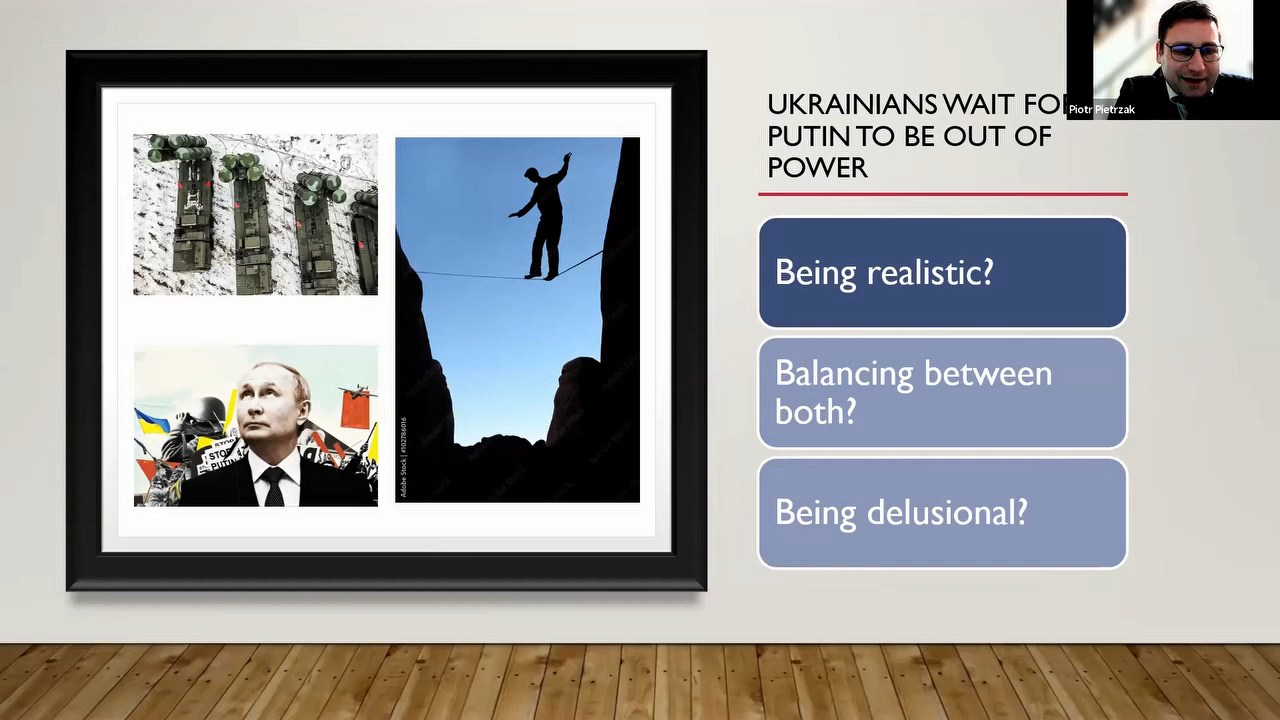 UKRAINIANS WAIT FOR
PUTIN TO BE OUT OF
POWER
Piotr Pietrzak
Being realistic?
Balancing between
both?
Being delusional?
STOP
STOP
PUTIN
Adobe Stock | #102786016